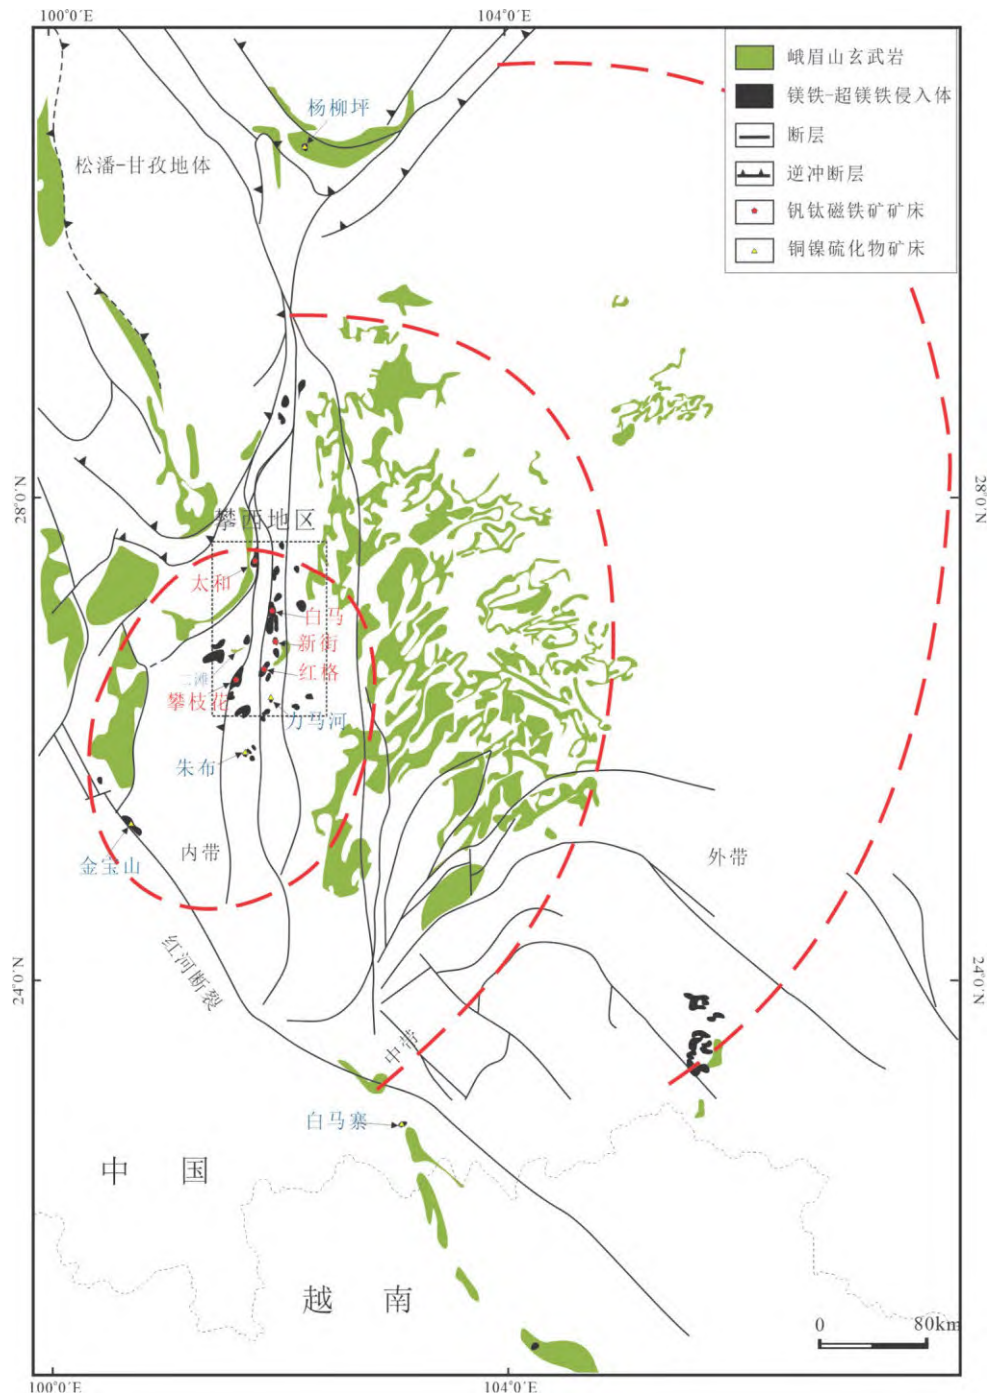 100°0′E
104°0′E
峨眉山玄武岩
镁铁-超镁铁侵入体
断层
逆冲断层
钒钛磁铁矿矿床
铜镍硫化物矿床
杨柳坪
松潘-甘孜地体
28°0′N
28°0′N
攀西地区
太和
白马
新街
二滩
红格
攀枝花
力马河
朱布
内带
外带
金宝山
红河断裂
24°0′N
24°0′N
中带
白马寨
中国
越南
0
80km
100°0′E
104°0′E